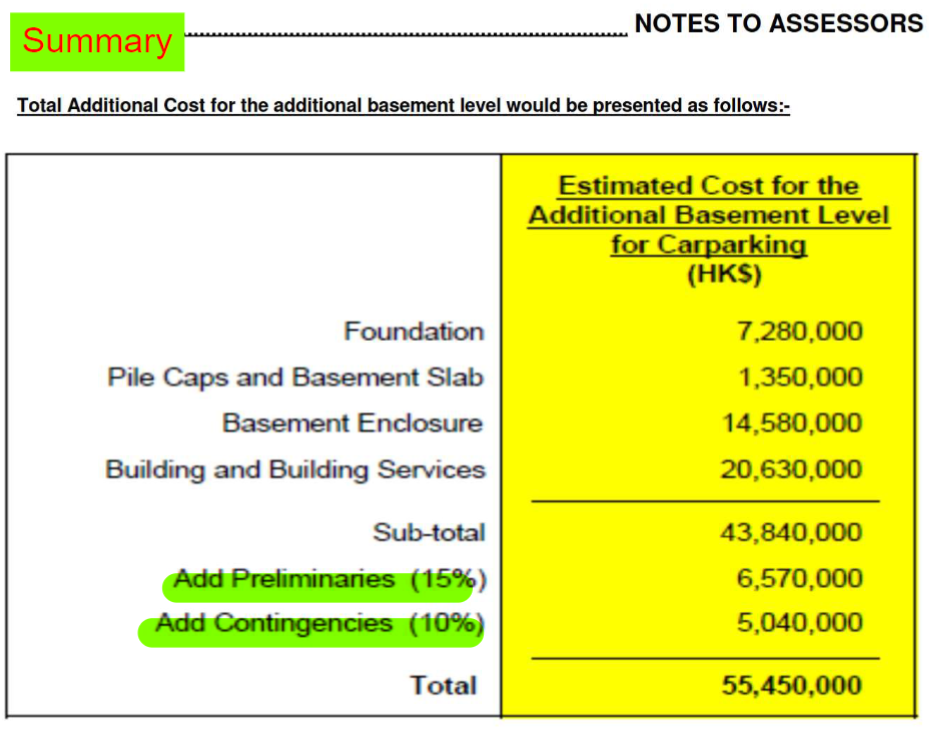 Summary
NOTES TO ASSESSORS
Total Additional Cost for the additional basement level would be presented as follows:-
Estimated Cost for the
Additional Basement Level
for Carparking
(HK$)
Foundation 7,280,000
Pile Caps and Basement Slab 1,350,000
Basement Enclosure 14,580,000
Building and Building Services 20,630,000
Sub-total 43,840,000
Add Preliminaries (15%) 6,570,000
Add Contingencies (10%) 5,040,000
Total 55,450,000